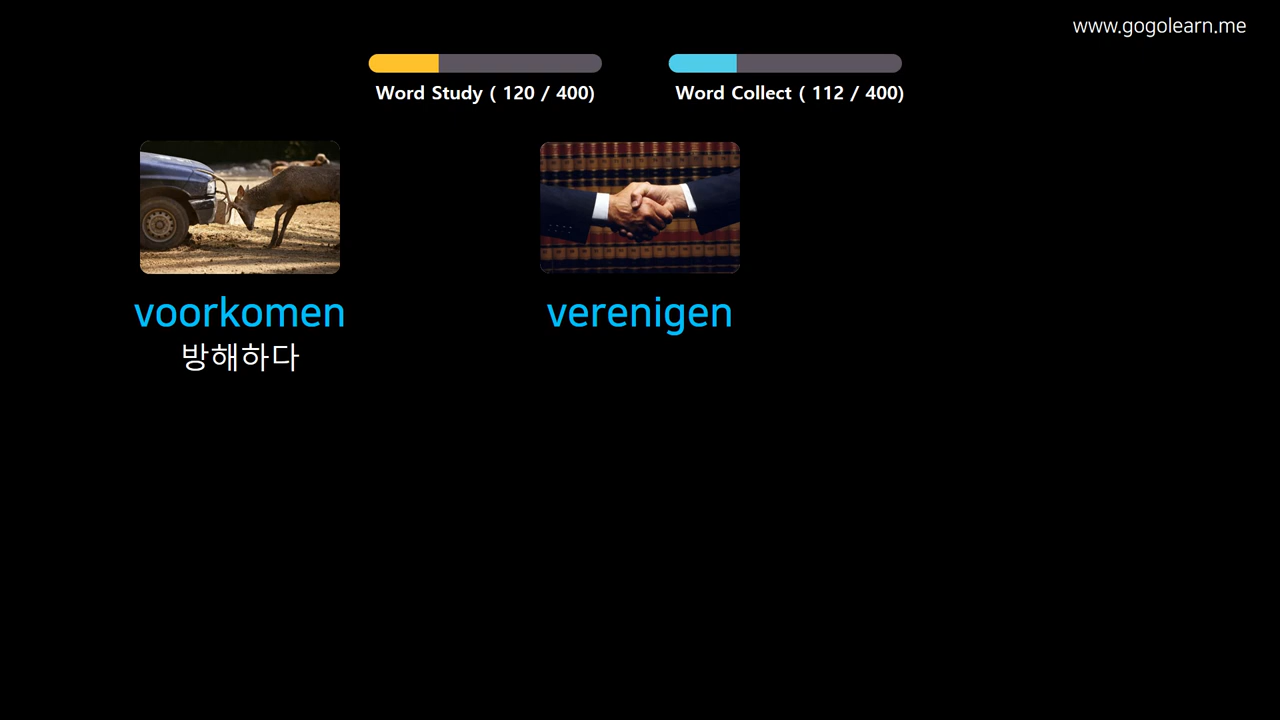 www.gogolearn.me
Word Study ( 120 / 400)
Word Collect ( 112 / 400)
voorkomen
방해하다
verenigen